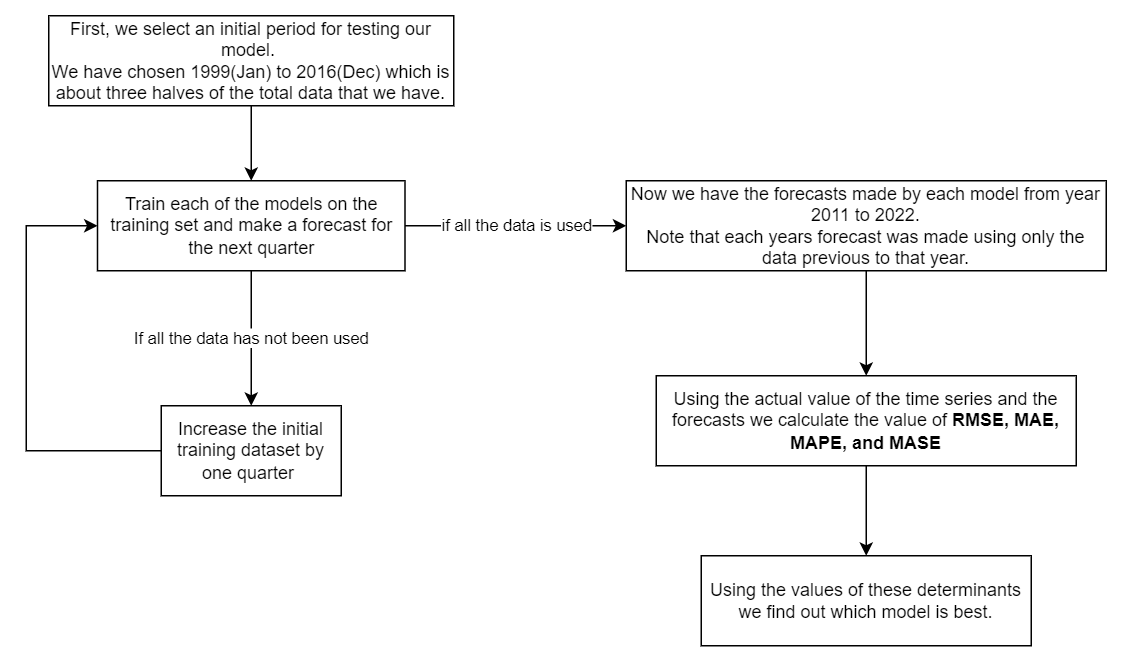 First, we select an initial period for testing our
model.
We have chosen 1999(Jan) to 2016(Dec) which is
about three halves of the total data that we have.
Train each of the models on the
training set and make a forecast for
the next quarter
if all the data is used
Now we have the forecasts made by each model from year
2011 to 2022.
Note that each years forecast was made using only the
data previous to that year.
If all the data has not been used
Increase the initial
training dataset by
one quarter
Using the actual value of the time series and the
forecasts we calculate the value of RMSE, MAE,
MAPE, and MASE
Using the values of these determinants
we find out which model is best.